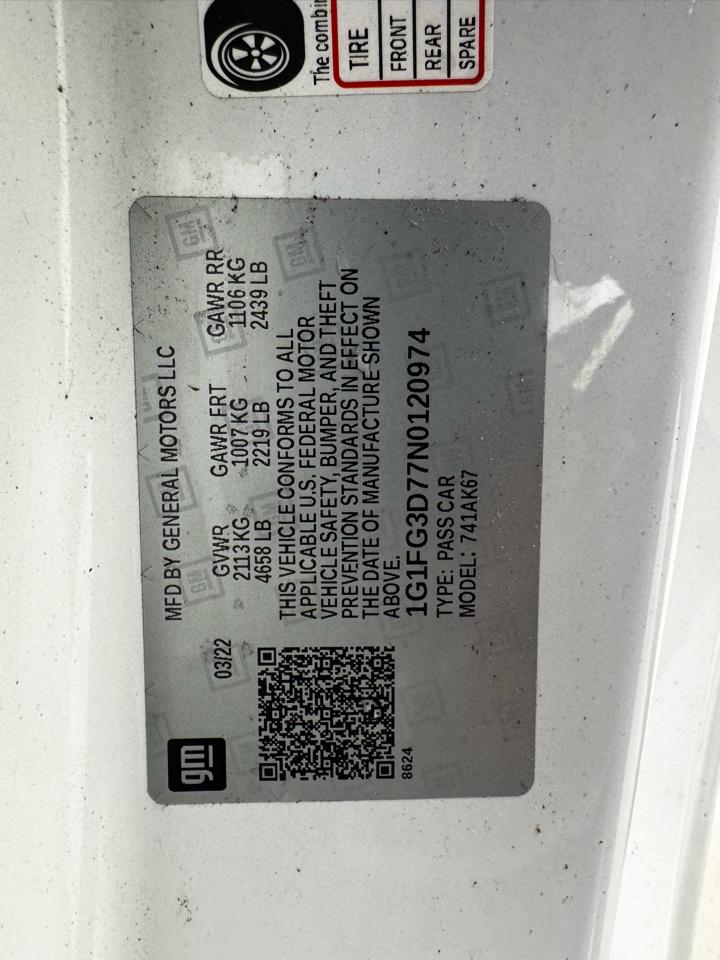 The combi
TIRE
FRONT
REAR
SPARE
MFD BY GENERAL MOTORS LLC
03/22
GVWR GAWR FRT GAWR RR
2113 KG 1007 KG 1106 KG
4658 LB 2219 LB 2439 LB
THIS VEHICLE CONFORMS TO ALL
APPLICABLE U.S. FEDERAL MOTOR
VEHICLE SAFETY, BUMPER, AND THEFT
PREVENTION STANDARDS IN EFFECT ON
THE DATE OF MANUFACTURE SHOWN
ABOVE.
1G1FG3D77N0120974
TYPE: PASS CAR
MODEL: 741AK67
gm
8624